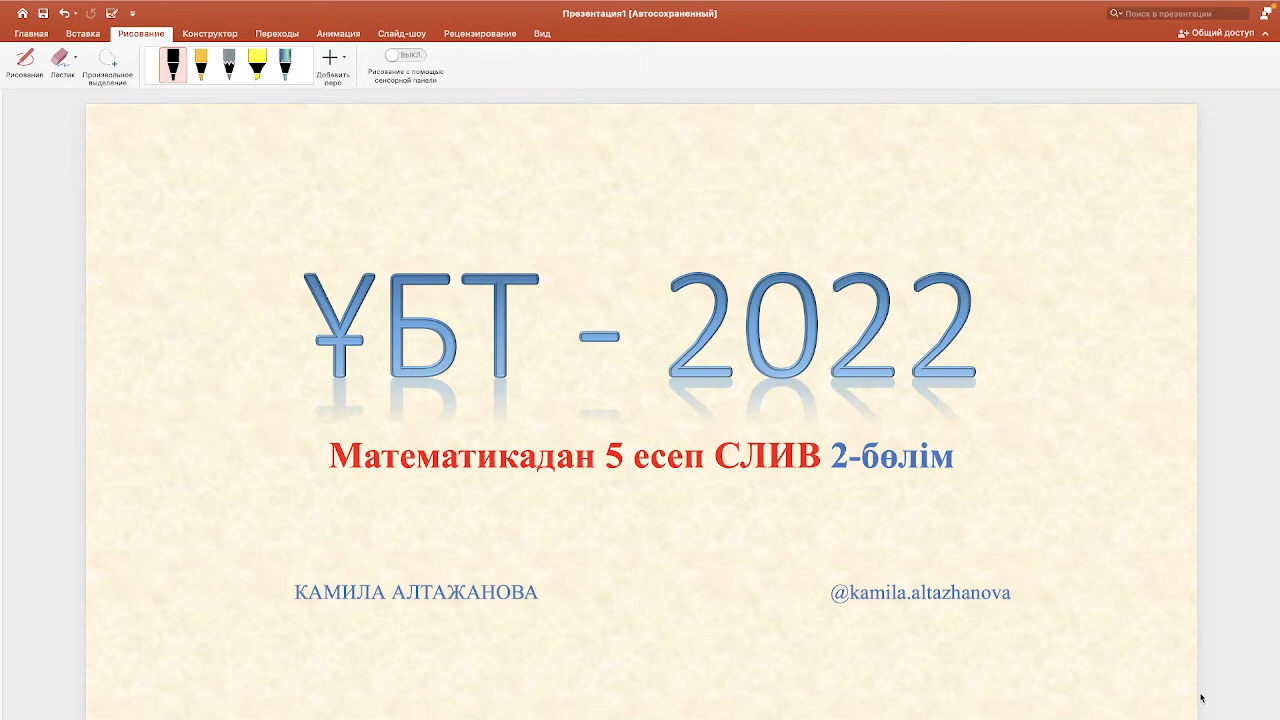 Презентация1 [Автосохраненный]
Поиск в презентации
Главная Вставка Рисование Конструктор Переходы Анимация Слайд-шоу Рецензирование Вид Общий доступ
ВЫКЛ.
Рисование Ластик Произвольное выделение Добавить перо Рисование с помощью сенсорной панели
ҰБТ - 2022
Математикадан 5 есеп СЛИВ 2-бөлім
КАМИЛА АЛТАЖАНОВА @kamila.altazhanova